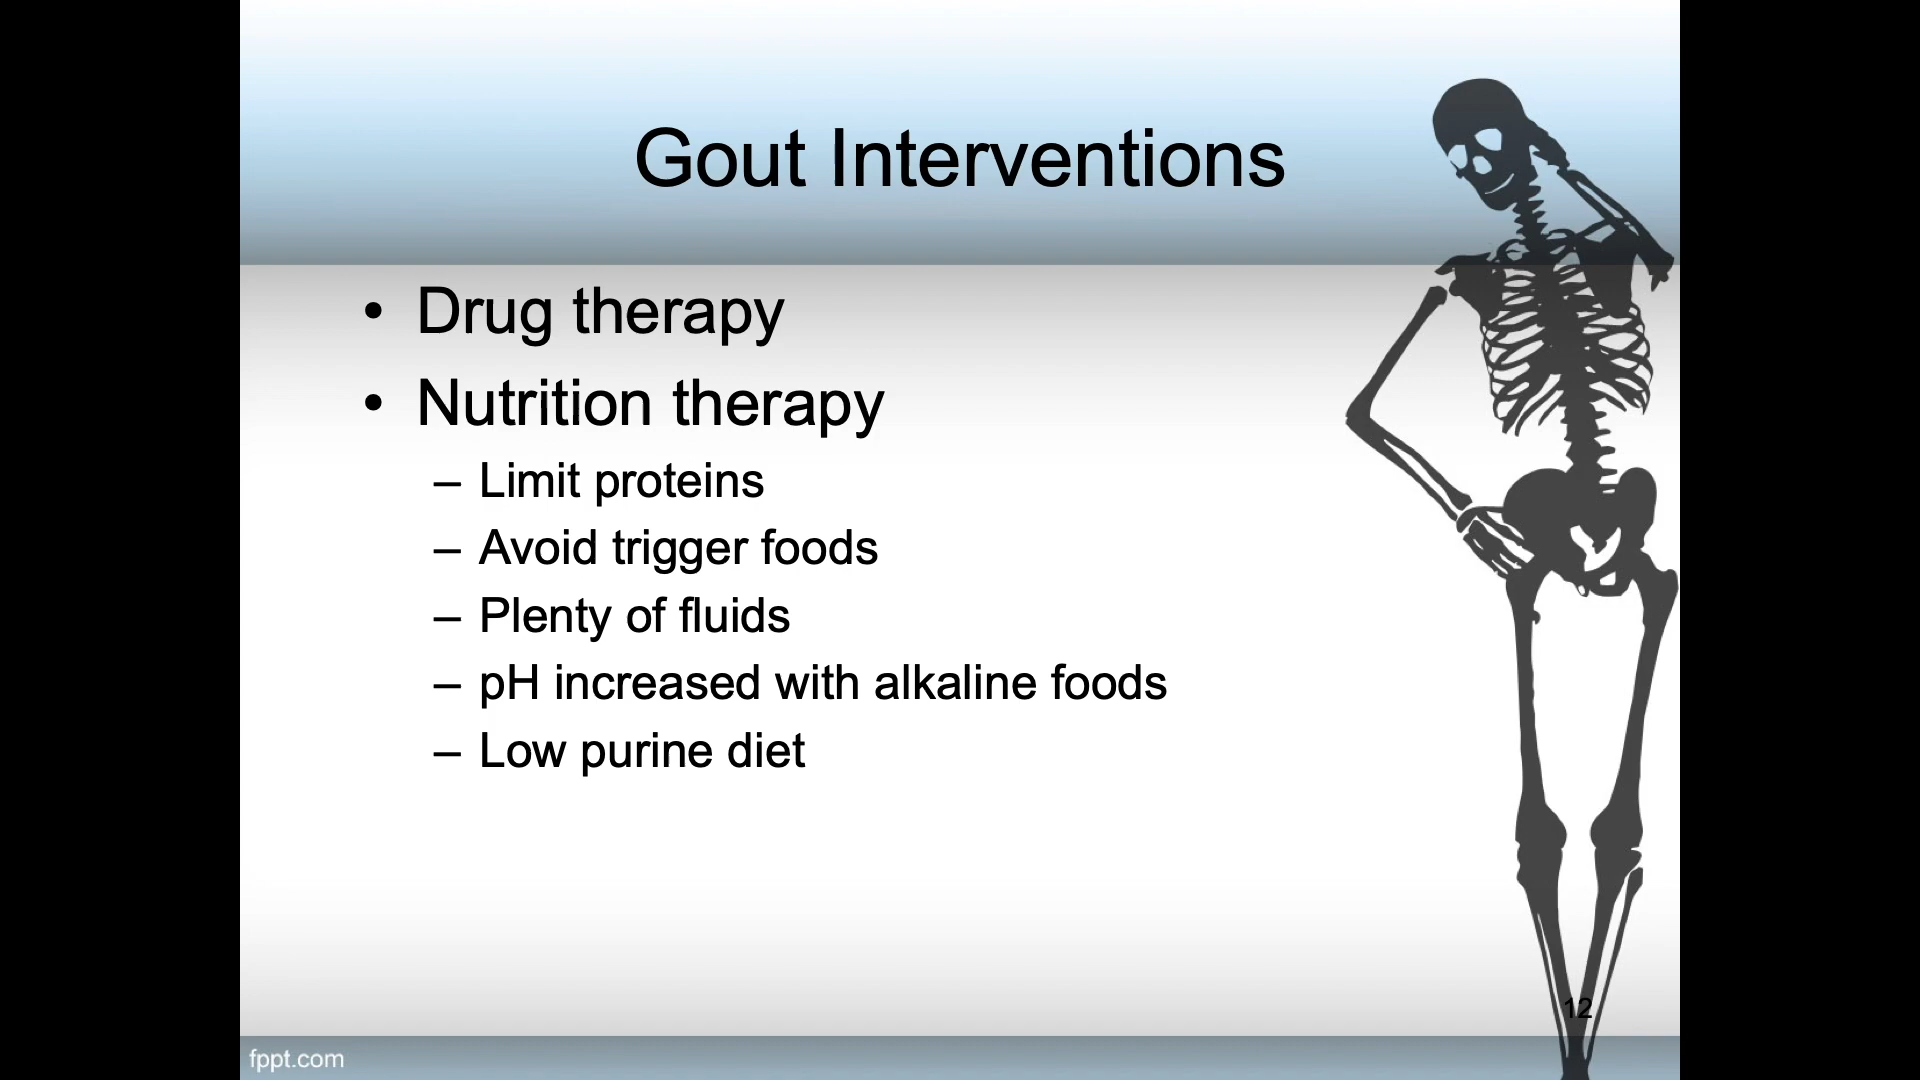 Gout Interventions
• Drug therapy
• Nutrition therapy
– Limit proteins
– Avoid trigger foods
– Plenty of fluids
– pH increased with alkaline foods
– Low purine diet
12
fppt.com